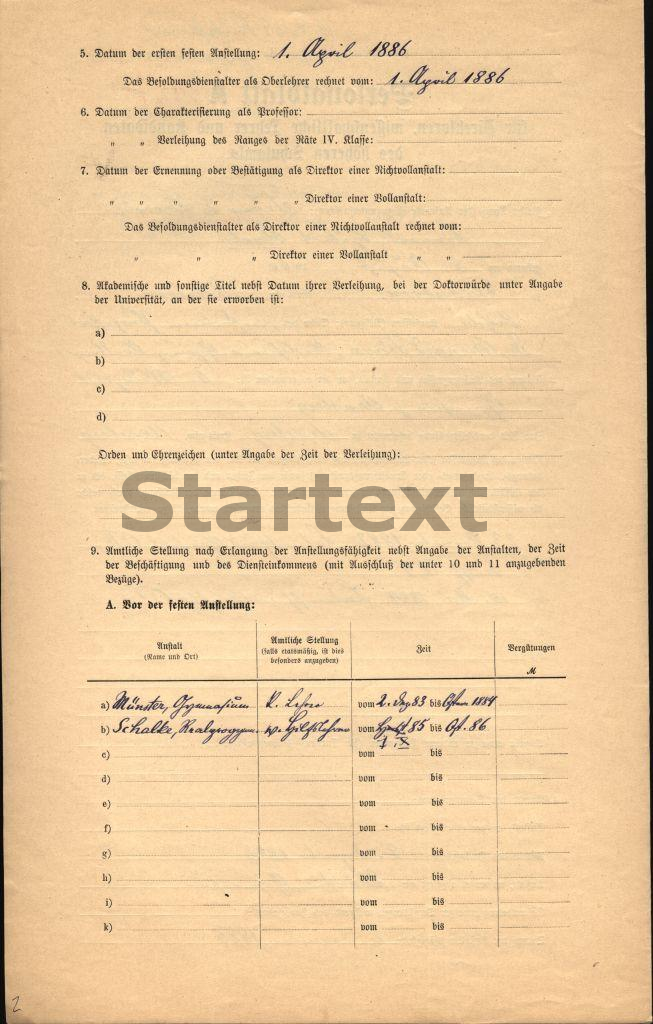 5. Datum der ersten festen Anstellung: 1. April 1886
Das Besoldungsdienstalter als Oberlehrer rechnet vom: 1. April 1886
6. Datum der Charakterisierung als Professor:
„ „ Verleihung des Ranges der Räte IV. Klasse:
7. Datum der Ernennung oder Bestätigung als Direktor einer Nichtvollanstalt:
„ „ „ „ „ „ Direktor einer Vollanstalt:
Das Besoldungsdienstalter als Direktor einer Nichtvollanstalt rechnet vom:
„ „ „ Direktor einer Vollanstalt „ „
8. Akademische und sonstige Titel nebst Datum ihrer Verleihung, bei der Doktorwürde unter Angabe
der Universität, an der sie erworben ist:
a)
b)
c)
d)
Orden und Ehrenzeichen (unter Angabe der Zeit der Verleihung):
Startext
9. Amtliche Stellung nach Erlangung der Anstellungsfähigkeit nebst Angabe der Anstalten, der Zeit
der Beschäftigung und des Diensteinkommens (mit Ausschluß der unter 10 und 11 anzugebenden
Bezüge).
A. Vor der festen Anstellung:
Anstalt
(Name und Ort)
Amtliche Stellung
(falls etatsmäßig, ist dies
besonders anzugeben)
Zeit
Vergütungen
M
a) Münster, Gymnasium vom 2. Dez 83 bis Ostern 1884
b) Schalke, Realprogym. w. Hilfslehrer vom 85 bis Ost. 86
1. X
c) vom bis
d) vom bis
e) vom bis
f) vom bis
g) vom bis
h) vom bis
i) vom bis
k) vom bis
2